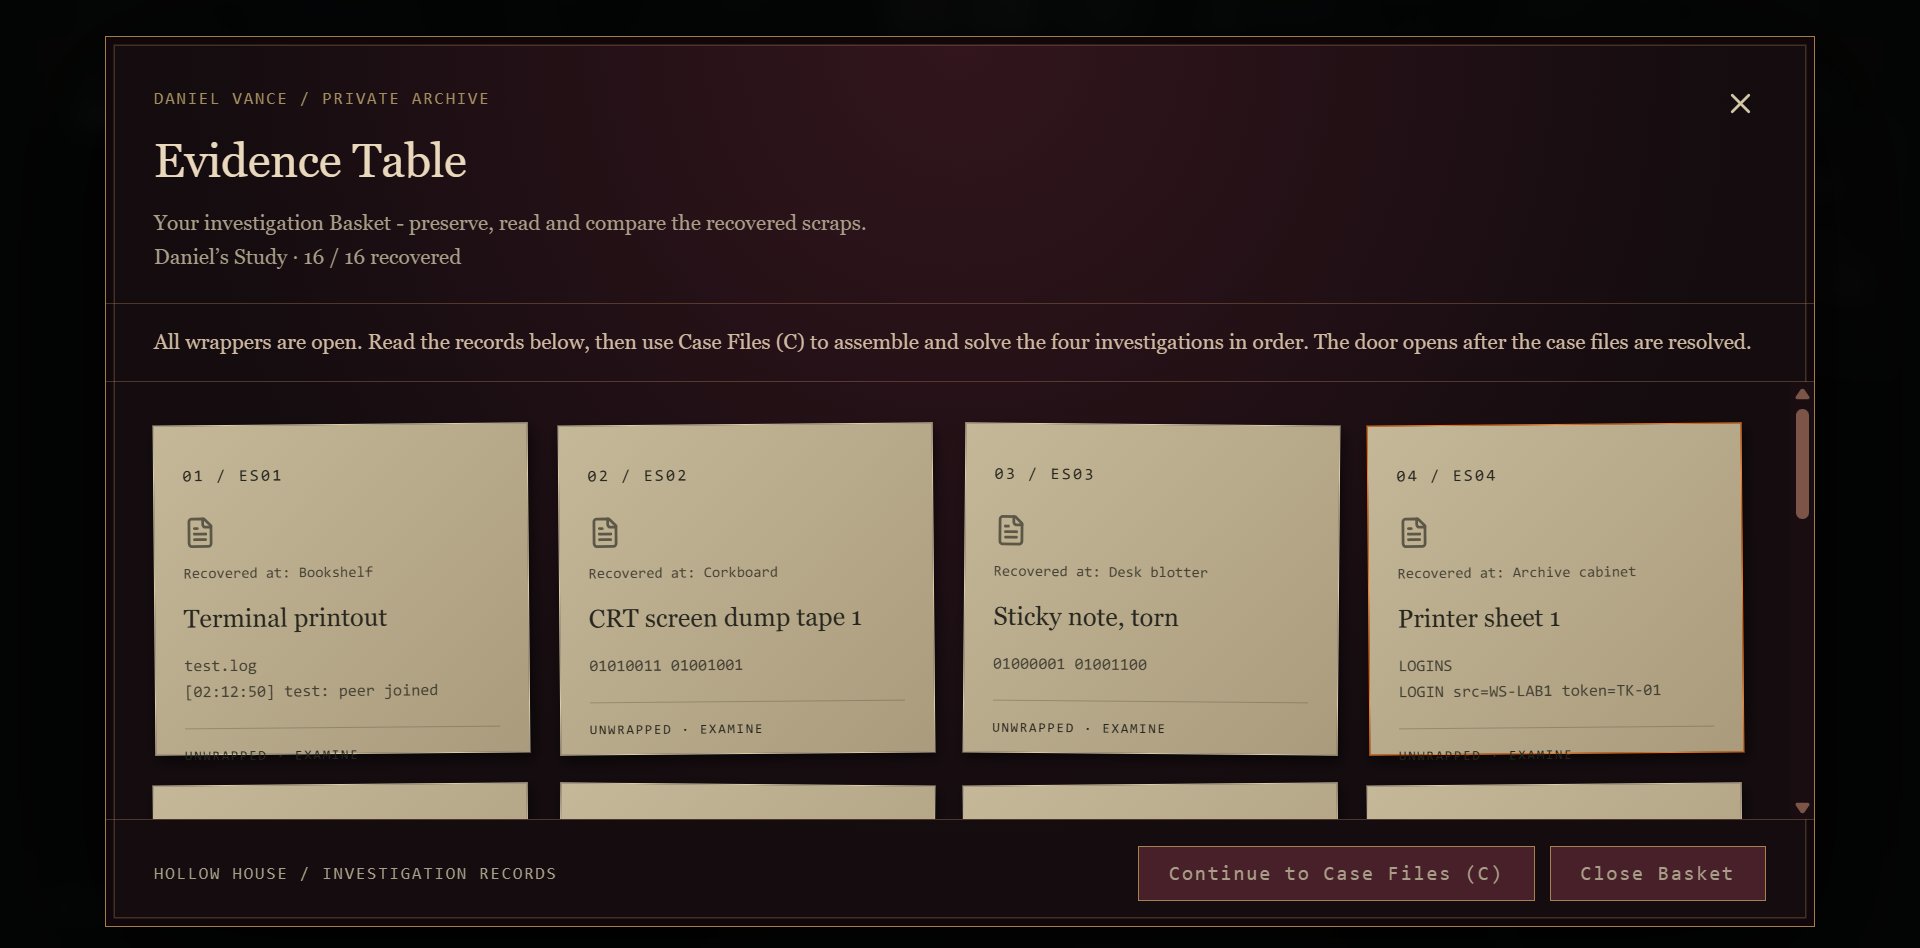 DANIEL VANCE / PRIVATE ARCHIVE
Evidence Table
Your investigation Basket - preserve, read and compare the recovered scraps.
Daniel’s Study · 16 / 16 recovered
All wrappers are open. Read the records below, then use Case Files (C) to assemble and solve the four investigations in order. The door opens after the case files are resolved.
01 / ES01
Recovered at: Bookshelf
Terminal printout
test.log
[02:12:50] test: peer joined
UNWRAPPED · EXAMINE
02 / ES02
Recovered at: Corkboard
CRT screen dump tape 1
01010011 01001001
UNWRAPPED · EXAMINE
03 / ES03
Recovered at: Desk blotter
Sticky note, torn
01000001 01001100
UNWRAPPED · EXAMINE
04 / ES04
Recovered at: Archive cabinet
Printer sheet 1
LOGINS
LOGIN src=WS-LAB1 token=TK-01
UNWRAPPED · EXAMINE
HOLLOW HOUSE / INVESTIGATION RECORDS
Continue to Case Files (C)
Close Basket